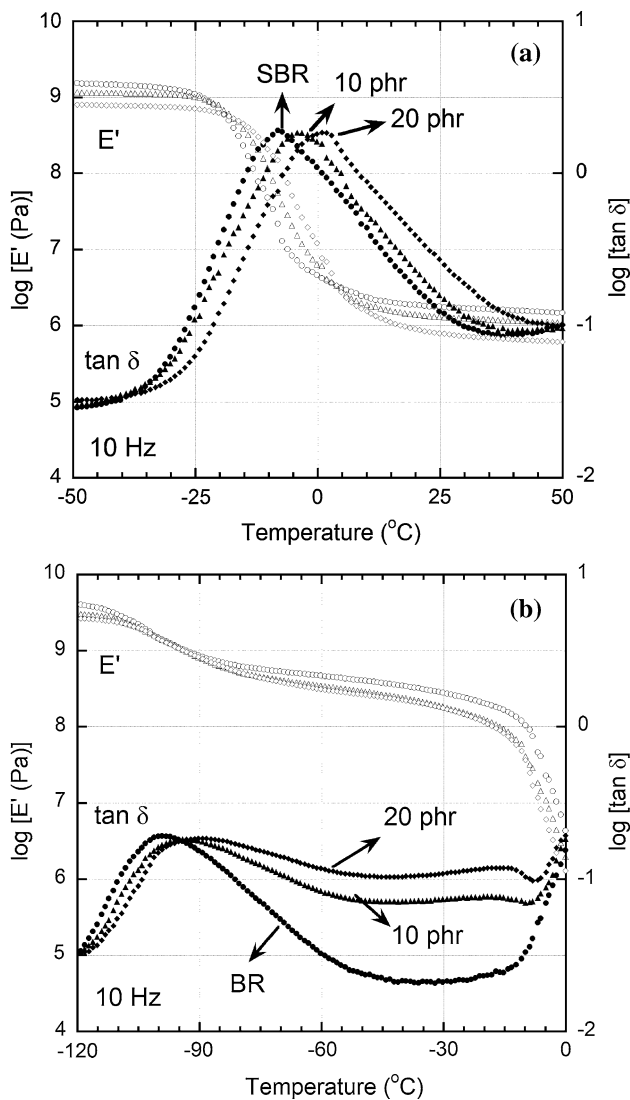 10
1
(a)
SBR
10 phr
20 phr
9
E'
8
0
log [E' (Pa)]
log [tan δ]
7
6
-1
tan δ
5
10 Hz
4
-2
-50
-25
0
25
50
Temperature (°C)
10
1
(b)
9
E'
8
0
log [E' (Pa)]
log [tan δ]
7
tan δ
20 phr
6
-1
10 phr
5
BR
10 Hz
4
-2
-120
-90
-60
-30
0
Temperature (°C)